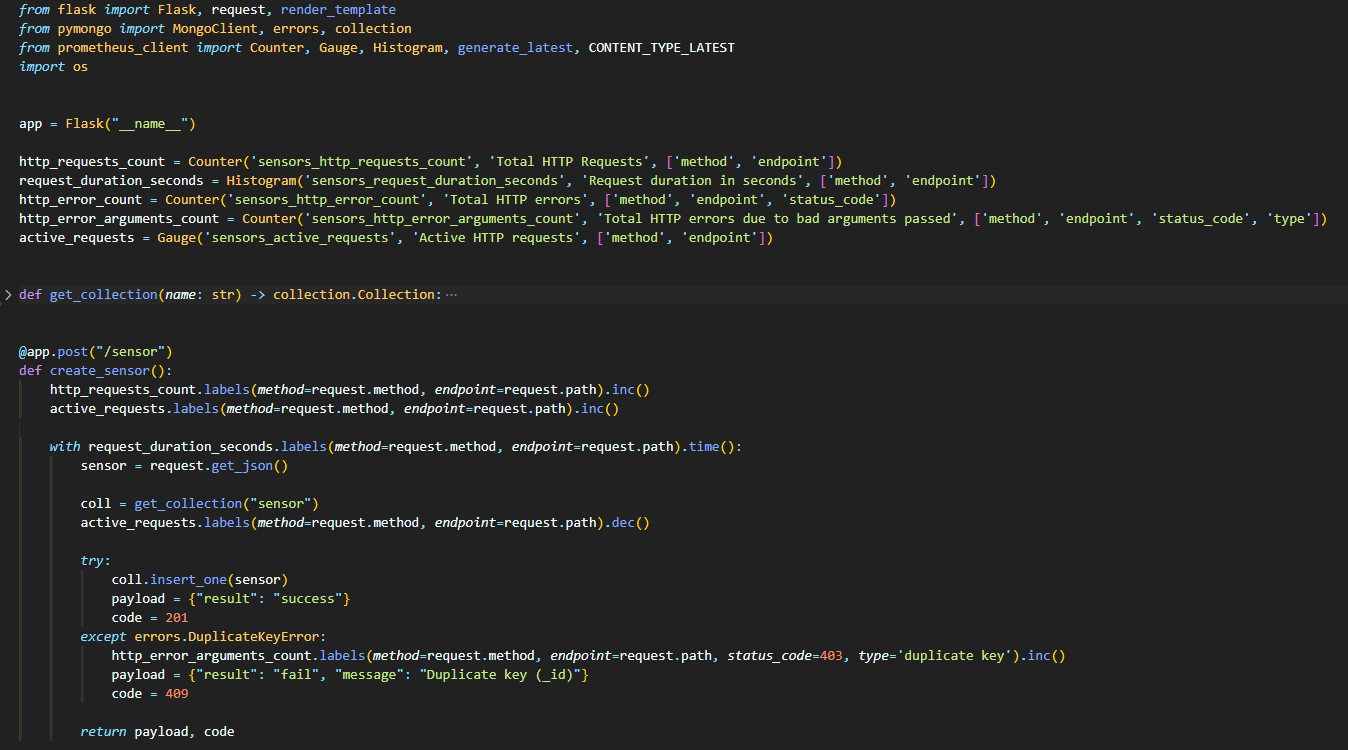 from flask import Flask, request, render_template
from pymongo import MongoClient, errors, collection
from prometheus_client import Counter, Gauge, Histogram, generate_latest, CONTENT_TYPE_LATEST
import os
app = Flask("__name__")
http_requests_count = Counter('sensors_http_requests_count', 'Total HTTP Requests', ['method', 'endpoint'])
request_duration_seconds = Histogram('sensors_request_duration_seconds', 'Request duration in seconds', ['method', 'endpoint'])
http_error_count = Counter('sensors_http_error_count', 'Total HTTP errors', ['method', 'endpoint', 'status_code'])
http_error_arguments_count = Counter('sensors_http_error_arguments_count', 'Total HTTP errors due to bad arguments passed', ['method', 'endpoint', 'status_code', 'type'])
active_requests = Gauge('sensors_active_requests', 'Active HTTP requests', ['method', 'endpoint'])
def get_collection(name: str) -> collection.Collection: ···
@app.post("/sensor")
def create_sensor():
    http_requests_count.labels(method=request.method, endpoint=request.path).inc()
    active_requests.labels(method=request.method, endpoint=request.path).inc()
    with request_duration_seconds.labels(method=request.method, endpoint=request.path).time():
        sensor = request.get_json()
        coll = get_collection("sensor")
        active_requests.labels(method=request.method, endpoint=request.path).dec()
        try:
            coll.insert_one(sensor)
            payload = {"result": "success"}
            code = 201
        except errors.DuplicateKeyError:
            http_error_arguments_count.labels(method=request.method, endpoint=request.path, status_code=403, type='duplicate key').inc()
            payload = {"result": "fail", "message": "Duplicate key (_id)"}
            code = 409
        return payload, code